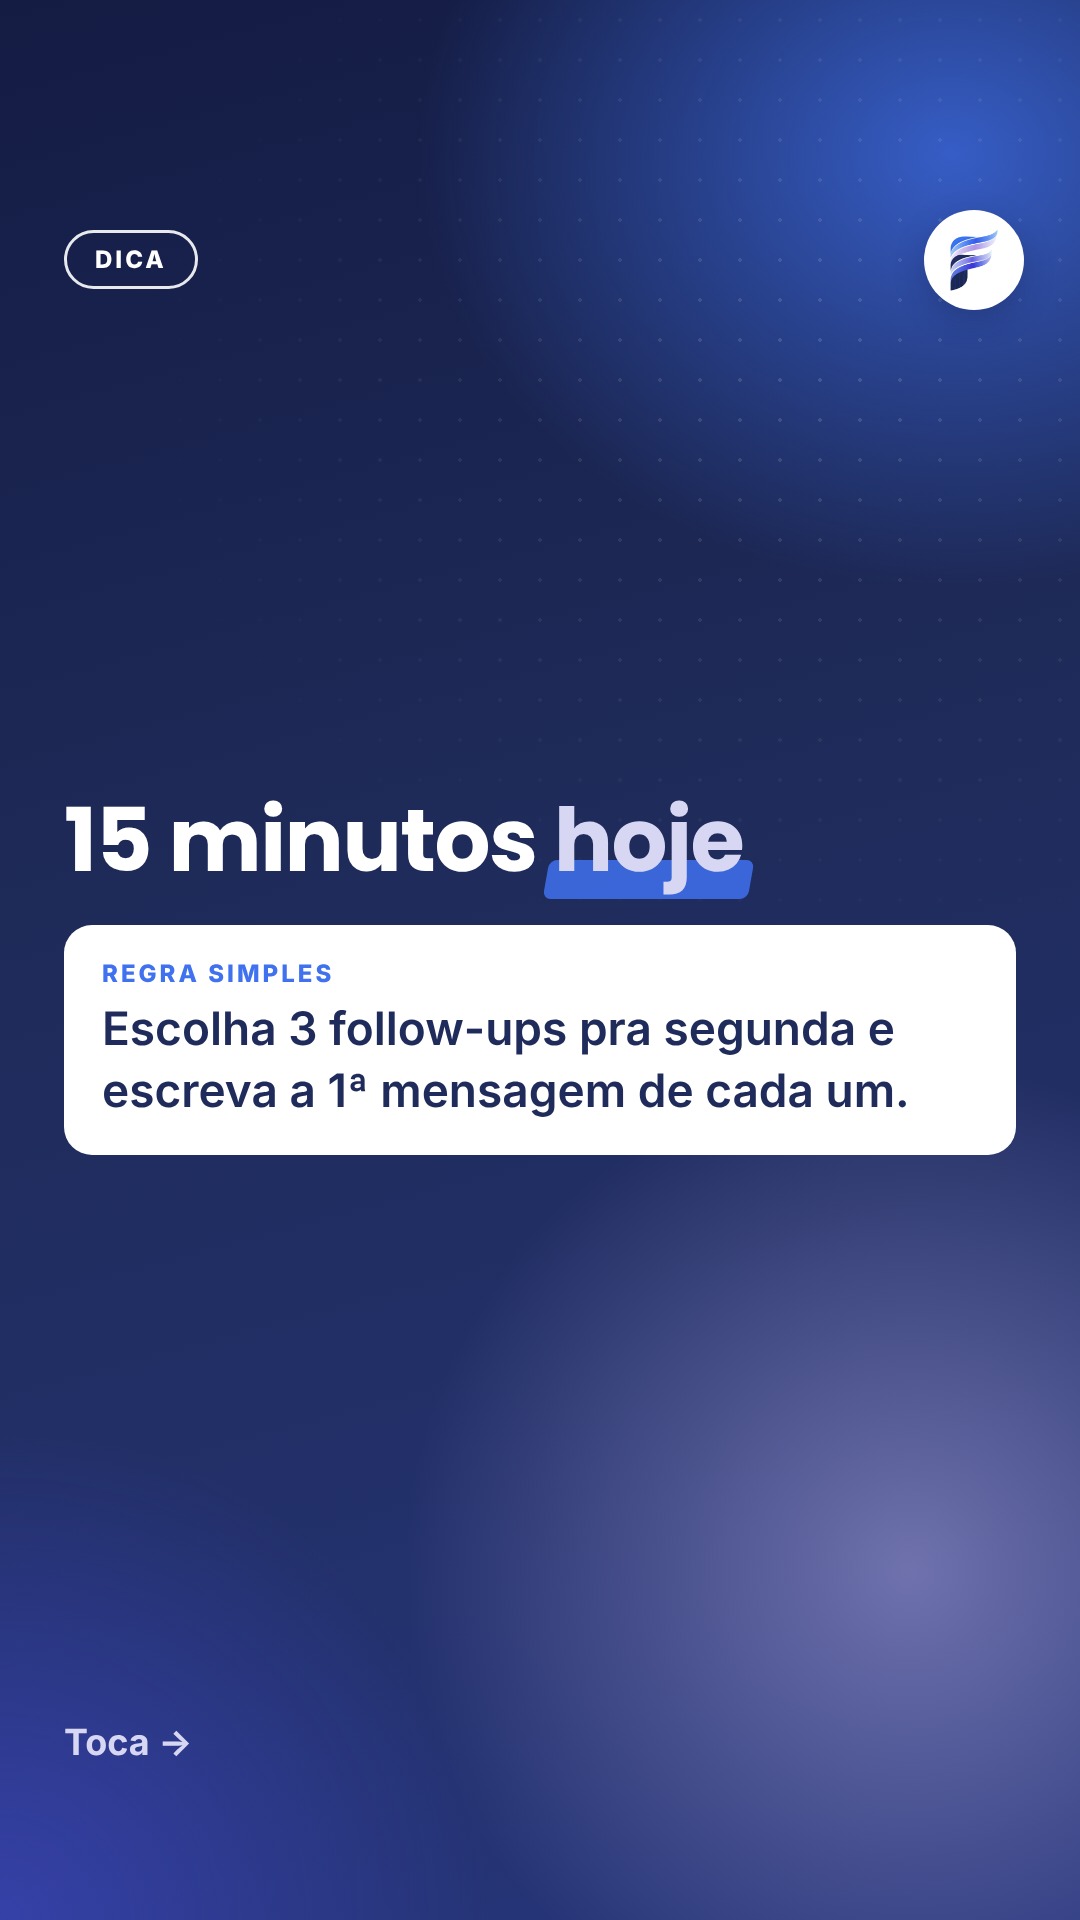 DICA
15 minutos hoje
REGRA SIMPLES
Escolha 3 follow-ups pra segunda e
escreva a 1ª mensagem de cada um.
Toca →